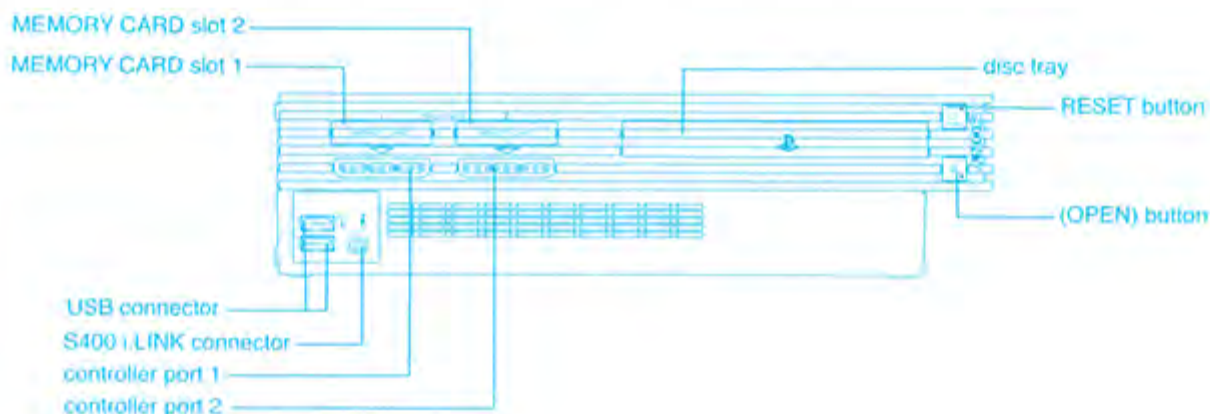 MEMORY CARD slot 2
MEMORY CARD slot 1
disc tray
RESET button
(OPEN) button
USB connector
S400 i.LINK connector
controller port 1
controller port 2